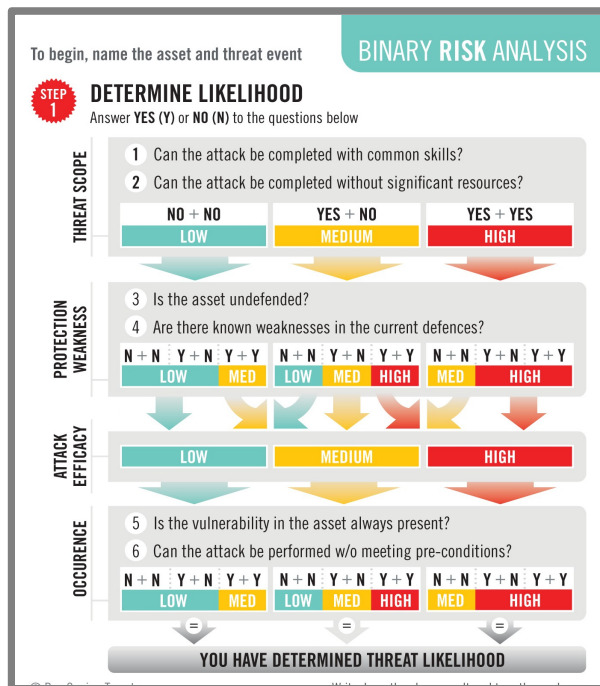 To begin, name the asset and threat event
BINARY RISK ANALYSIS
STEP 1
DETERMINE LIKELIHOOD
Answer YES (Y) or NO (N) to the questions below
THREAT SCOPE
1 Can the attack be completed with common skills?
2 Can the attack be completed without significant resources?
NO + NO YES + NO YES + YES
LOW MEDIUM HIGH
PROTECTION WEAKNESS
3 Is the asset undefended?
4 Are there known weaknesses in the current defences?
N + N Y + N Y + Y N + N Y + N Y + Y N + N Y + N Y + Y
LOW MED LOW MED HIGH MED HIGH
ATTACK EFFICACY
LOW MEDIUM HIGH
OCCURENCE
5 Is the vulnerability in the asset always present?
6 Can the attack be performed w/o meeting pre-conditions?
N + N Y + N Y + Y N + N Y + N Y + Y N + N Y + N Y + Y
LOW MED LOW MED HIGH MED HIGH
= = =
YOU HAVE DETERMINED THREAT LIKELIHOOD